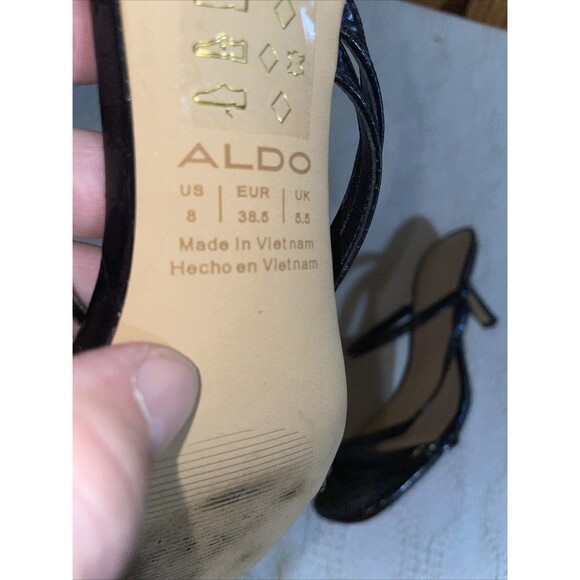 ALDO
US | EUR | UK
8 | 38.5 | 5.5
Made In Vietnam
Hecho en Vietnam